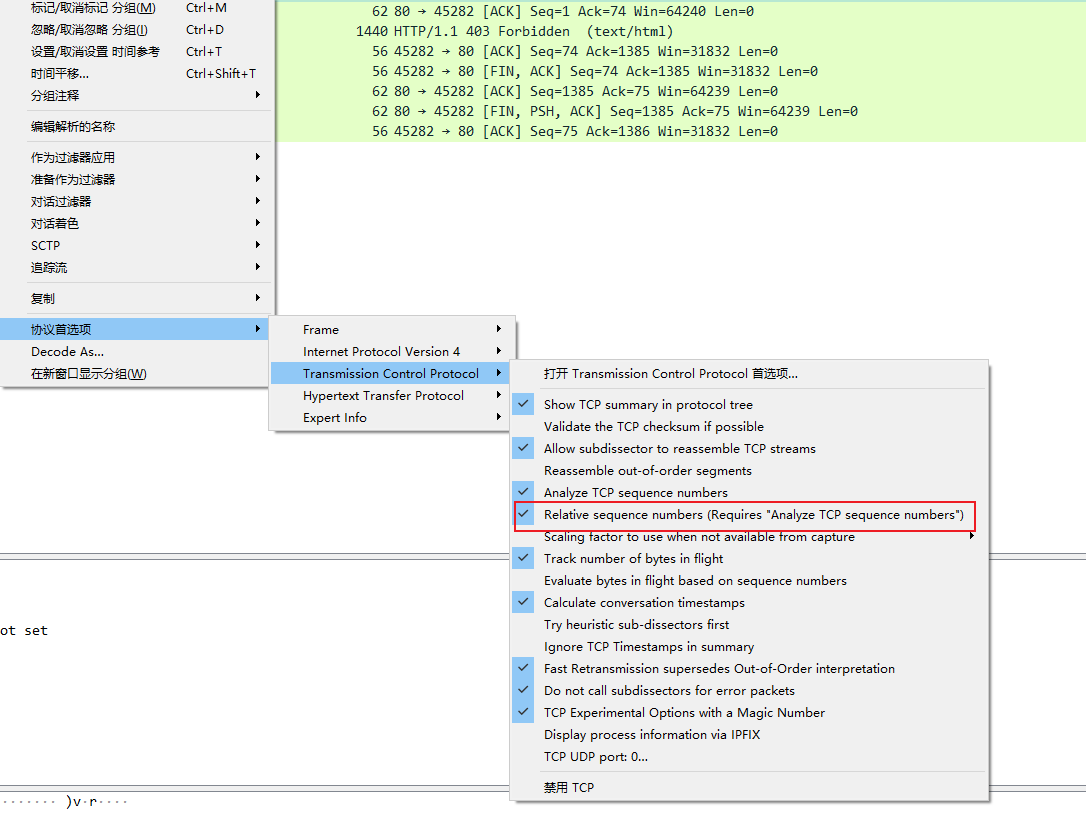 标记/取消标记 分组(M) Ctrl+M
忽略/取消忽略 分组(I) Ctrl+D
设置/取消设置 时间参考 Ctrl+T
时间平移... Ctrl+Shift+T
分组注释
编辑解析的名称
作为过滤器应用
准备作为过滤器
对话过滤器
对话着色
SCTP
追踪流
复制
协议首选项
Decode As...
在新窗口显示分组(W)
62 80 → 45282 [ACK] Seq=1 Ack=74 Win=64240 Len=0
1440 HTTP/1.1 403 Forbidden (text/html)
56 45282 → 80 [ACK] Seq=74 Ack=1385 Win=31832 Len=0
56 45282 → 80 [FIN, ACK] Seq=74 Ack=1385 Win=31832 Len=0
62 80 → 45282 [ACK] Seq=1385 Ack=75 Win=64239 Len=0
62 80 → 45282 [FIN, PSH, ACK] Seq=1385 Ack=75 Win=64239 Len=0
56 45282 → 80 [ACK] Seq=75 Ack=1386 Win=31832 Len=0
Frame
Internet Protocol Version 4
Transmission Control Protocol
Hypertext Transfer Protocol
Expert Info
打开 Transmission Control Protocol 首选项...
Show TCP summary in protocol tree
Validate the TCP checksum if possible
Allow subdissector to reassemble TCP streams
Reassemble out-of-order segments
Analyze TCP sequence numbers
Relative sequence numbers (Requires "Analyze TCP sequence numbers")
Scaling factor to use when not available from capture
Track number of bytes in flight
Evaluate bytes in flight based on sequence numbers
Calculate conversation timestamps
Try heuristic sub-dissectors first
Ignore TCP Timestamps in summary
Fast Retransmission supersedes Out-of-Order interpretation
Do not call subdissectors for error packets
TCP Experimental Options with a Magic Number
Display process information via IPFIX
TCP UDP port: 0...
禁用 TCP
ot set
······· )v·r····